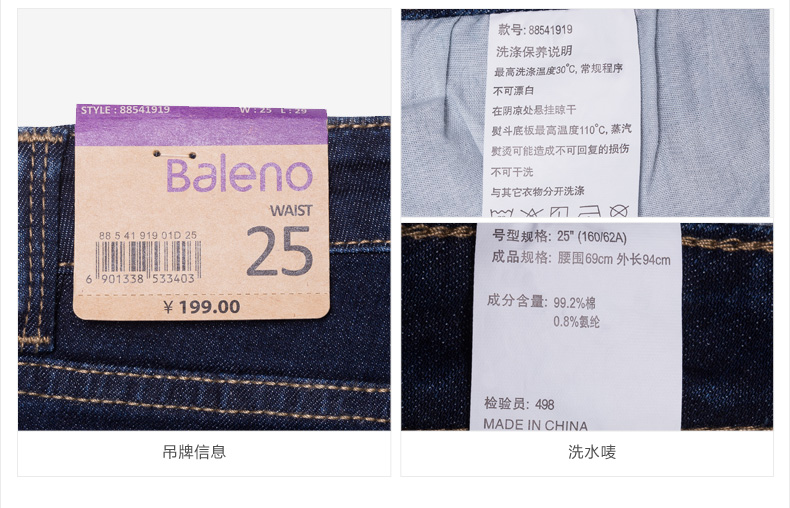 STYLE : 88541919 W : 25 L : 29
Baleno
WAIST
25
88 5 41 919 01D 25
6 901338 533403
¥ 199.00
吊牌信息
款号: 88541919
洗涤保养说明
最高洗涤温度30℃, 常规程序
不可漂白
在阴凉处悬挂晾干
熨斗底板最高温度110℃, 蒸汽
熨烫可能造成不可回复的损伤
不可干洗
与其它衣物分开洗涤
号型规格: 25" (160/62A)
成品规格: 腰围69cm 外长94cm
成分含量: 99.2%棉
0.8%氨纶
检验员: 498
MADE IN CHINA
洗水唛